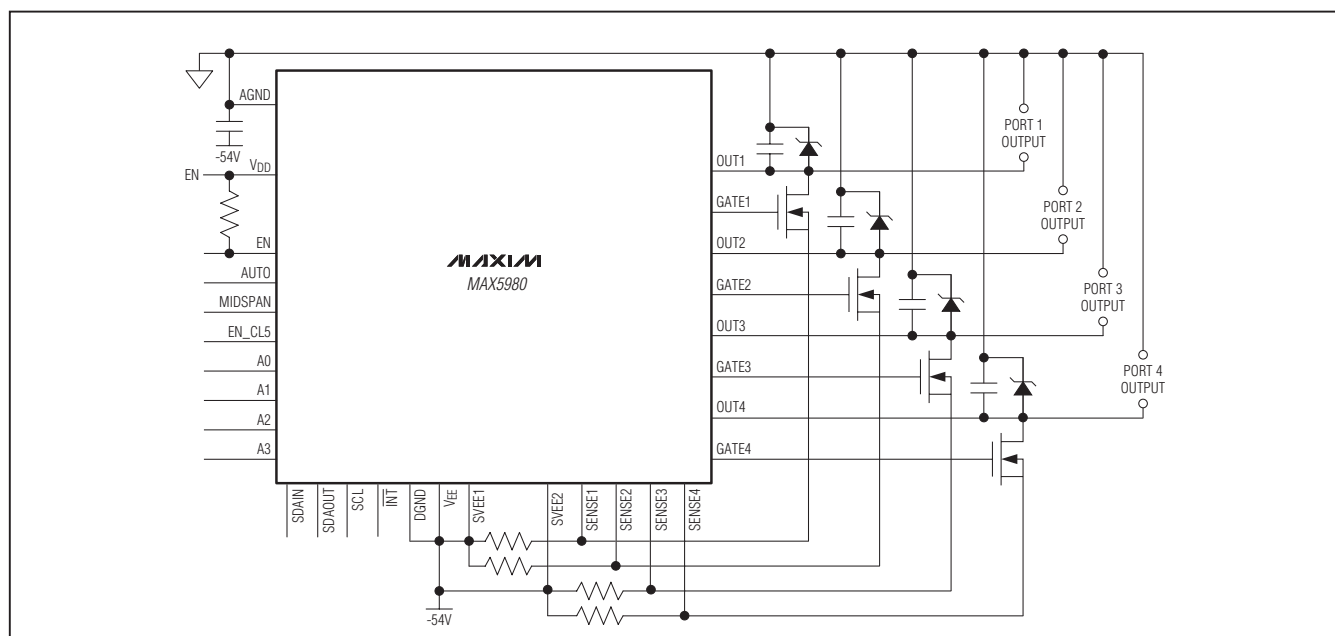 AGND
-54V
VDD
EN
EN
AUTO
MIDSPAN
EN_CL5
A0
A1
A2
A3
MAXIM
MAX5980
OUT1
GATE1
OUT2
GATE2
OUT3
GATE3
OUT4
GATE4
PORT 1
OUTPUT
PORT 2
OUTPUT
PORT 3
OUTPUT
PORT 4
OUTPUT
SDAIN
SDAOUT
SCL
INT
DGND
VEE
SVEE1
SVEE2
SENSE1
SENSE2
SENSE3
SENSE4
-54V